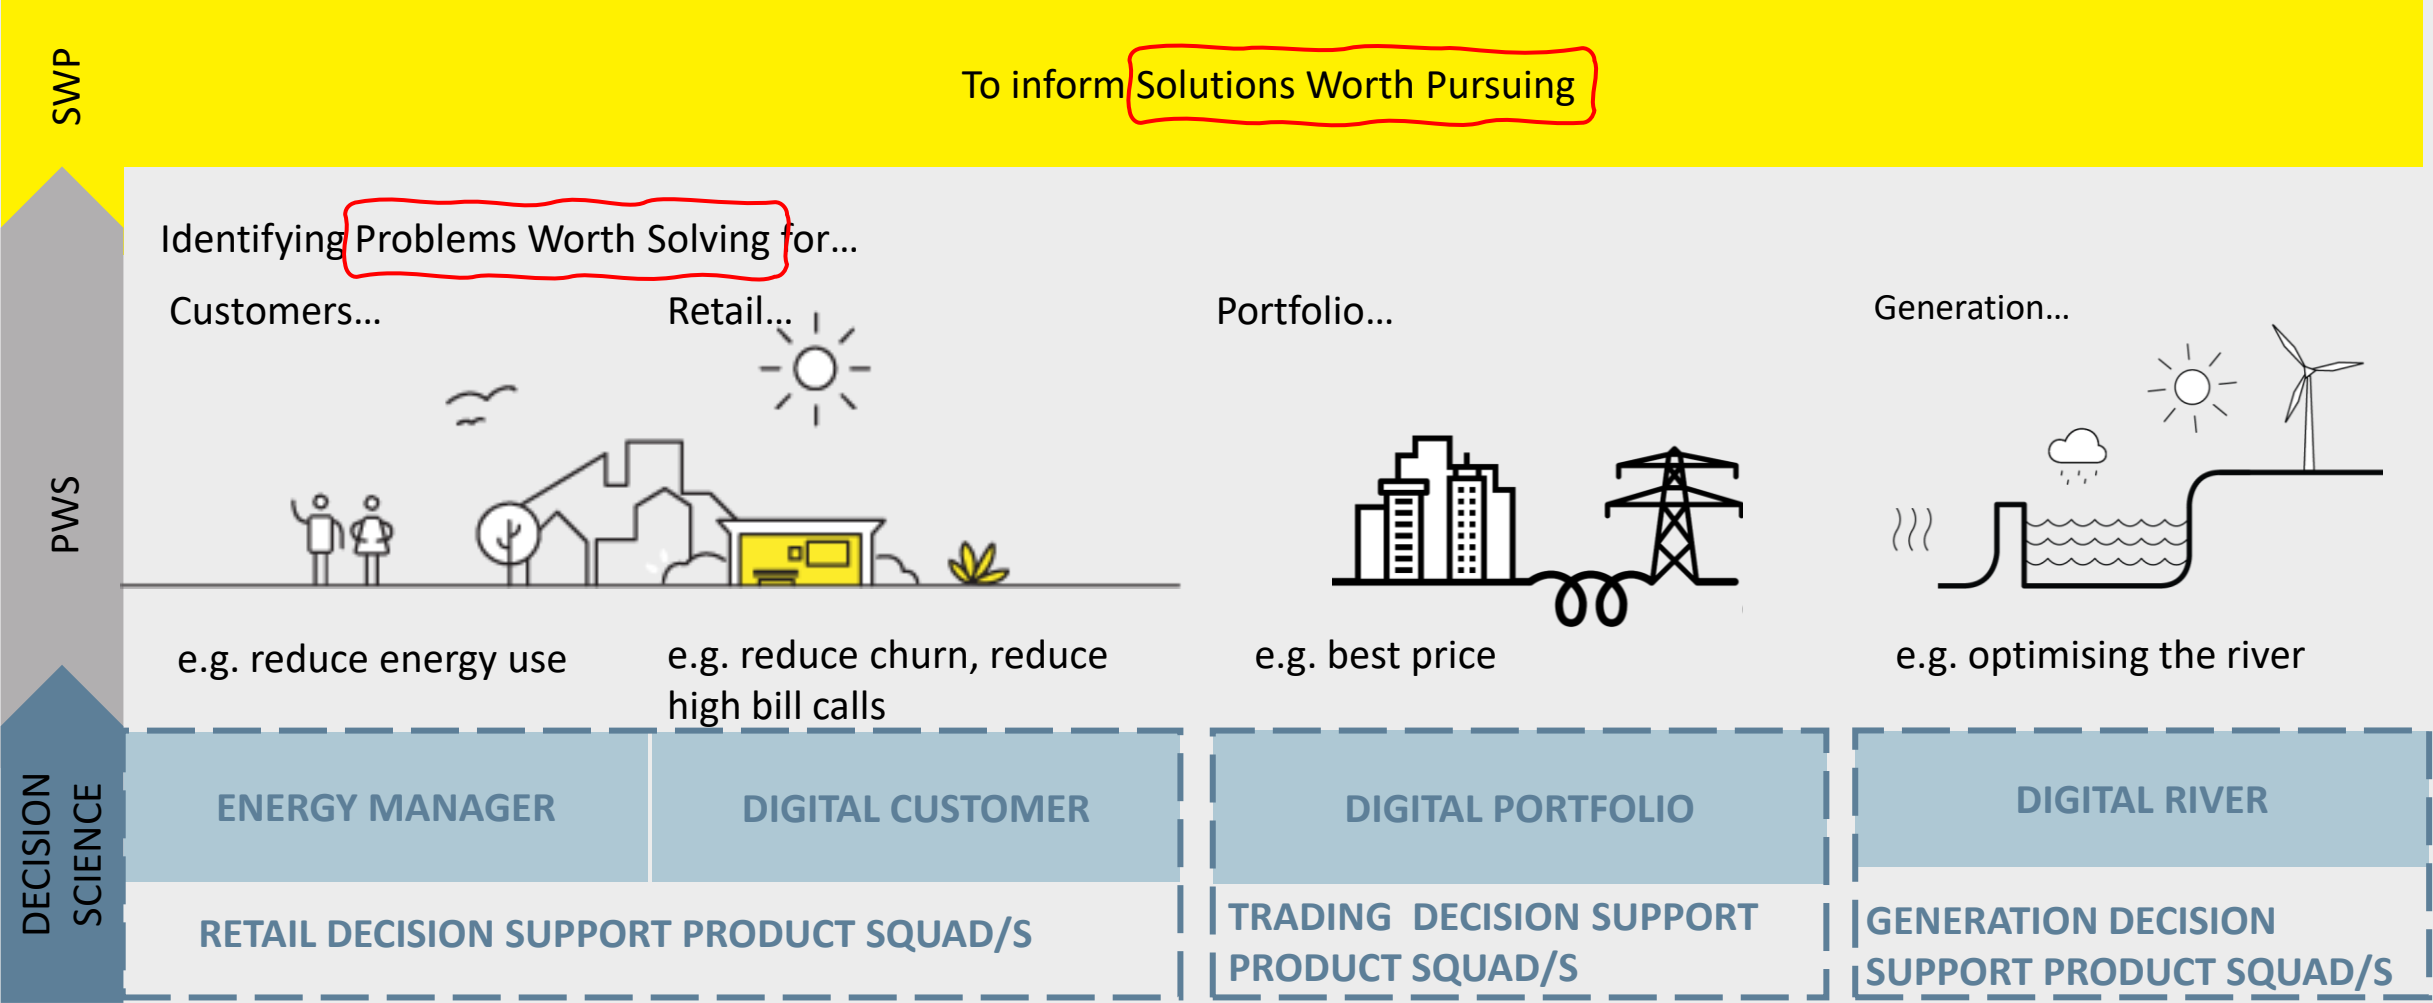 SWP
To inform Solutions Worth Pursuing
PWS
Identifying Problems Worth Solving for...
Customers...
Retail...
Portfolio...
Generation...
e.g. reduce energy use
e.g. reduce churn, reduce
high bill calls
e.g. best price
e.g. optimising the river
DECISION
SCIENCE
ENERGY MANAGER
DIGITAL CUSTOMER
DIGITAL PORTFOLIO
DIGITAL RIVER
RETAIL DECISION SUPPORT PRODUCT SQUAD/S
TRADING DECISION SUPPORT
PRODUCT SQUAD/S
GENERATION DECISION
SUPPORT PRODUCT SQUAD/S